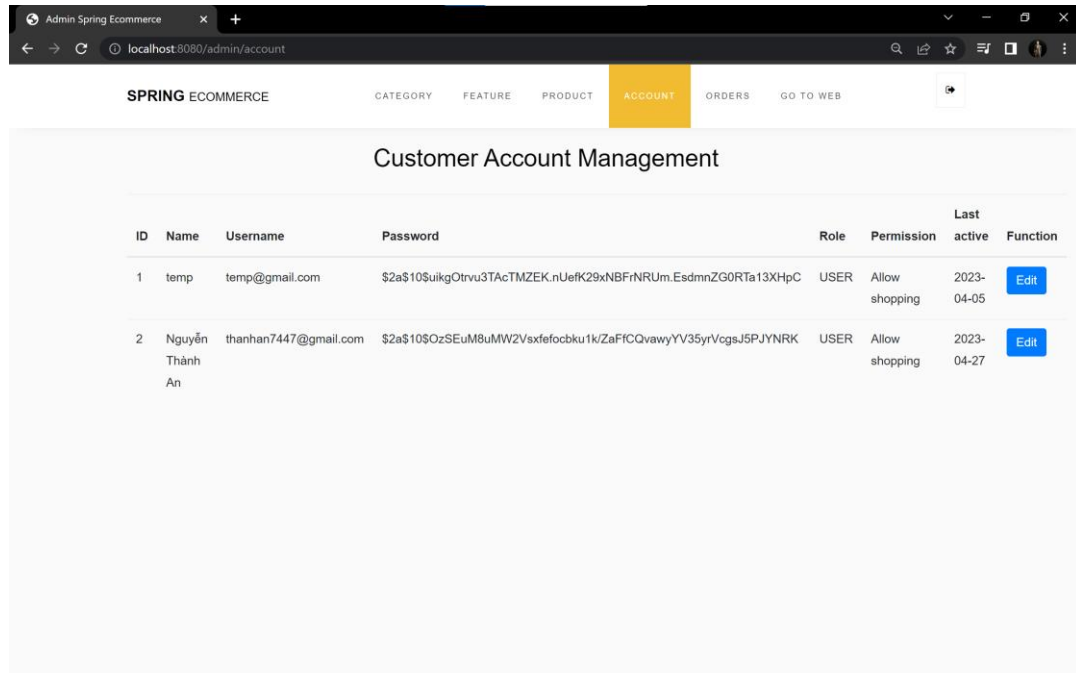 Admin Spring Ecommerce
localhost:8080/admin/account
SPRING ECOMMERCE
CATEGORY
FEATURE
PRODUCT
ACCOUNT
ORDERS
GO TO WEB
Customer Account Management
ID Name Username Password Role Permission Last active Function
1 temp temp@gmail.com $2a$10$uikgOtrvu3TAcTMZEK.nUefK29xNBFrNRUm.EsdmnZG0RTa13XHpC USER Allow shopping 2023-04-05 Edit
2 Nguyễn Thành An thanhan7447@gmail.com $2a$10$OzSEuM8uMW2Vsxfefocbku1k/ZaFfCQvawyYV35yrVcgsJ5PJYNRK USER Allow shopping 2023-04-27 Edit